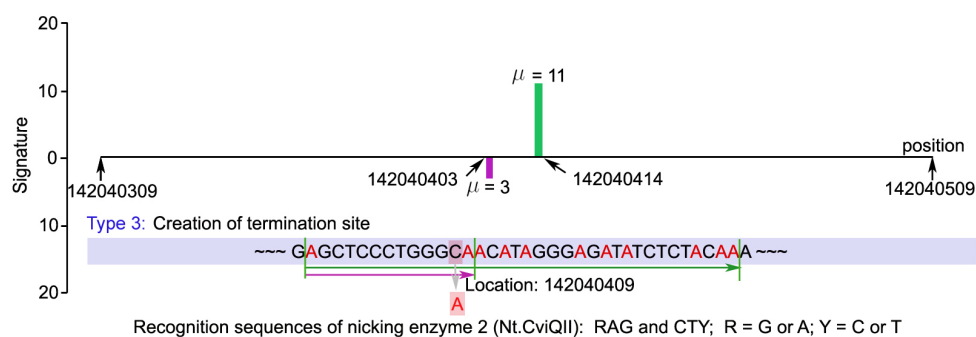 20
10
0
10
20
Signature
μ = 11
position
142040309
142040403
μ = 3
142040414
142040509
Type 3: Creation of termination site
~~~ GAGCTCCCTGGGCAACATAGGGAGATATCTCTACAAA ~~~
Location: 142040409
A
Recognition sequences of nicking enzyme 2 (Nt.CviQII): RAG and CTY; R = G or A; Y = C or T